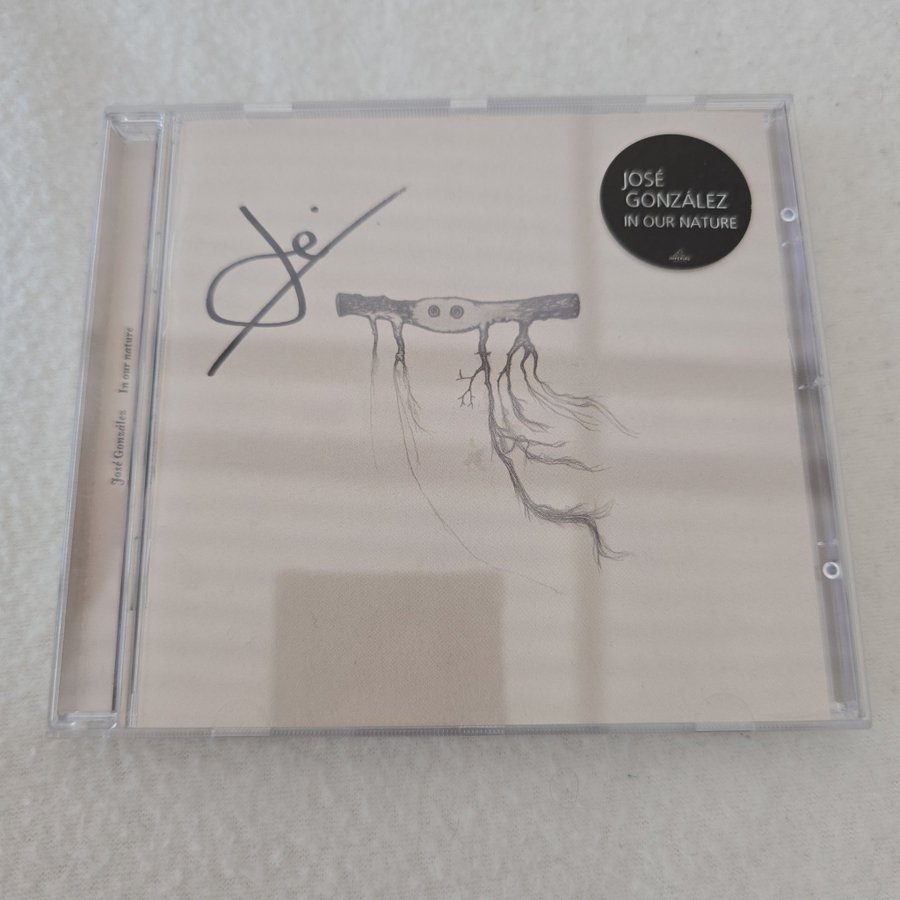 José González In our nature
JOSÉ
GONZÁLEZ
IN OUR NATURE